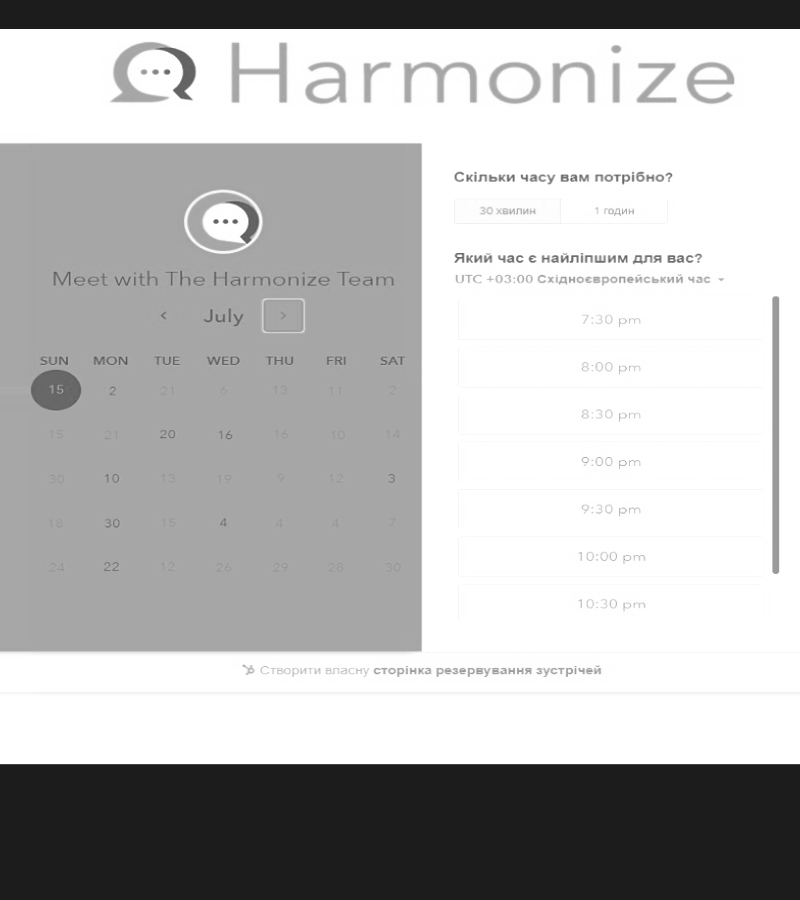 Harmonize
Meet with The Harmonize Team
July
SUN MON TUE WED THU FRI SAT
15 2 21 6 13 11 2
15 21 20 16 16 10 14
30 10 13 19 9 12 3
18 30 15 4 4 4 7
24 22 12 26 29 28 30
Скільки часу вам потрібно?
30 хвилин 1 годин
Який час є найліпшим для вас?
UTC +03:00 Східноєвропейський час
7:30 pm
8:00 pm
8:30 pm
9:00 pm
9:30 pm
10:00 pm
10:30 pm
Створити власну сторінка резервування зустрічей